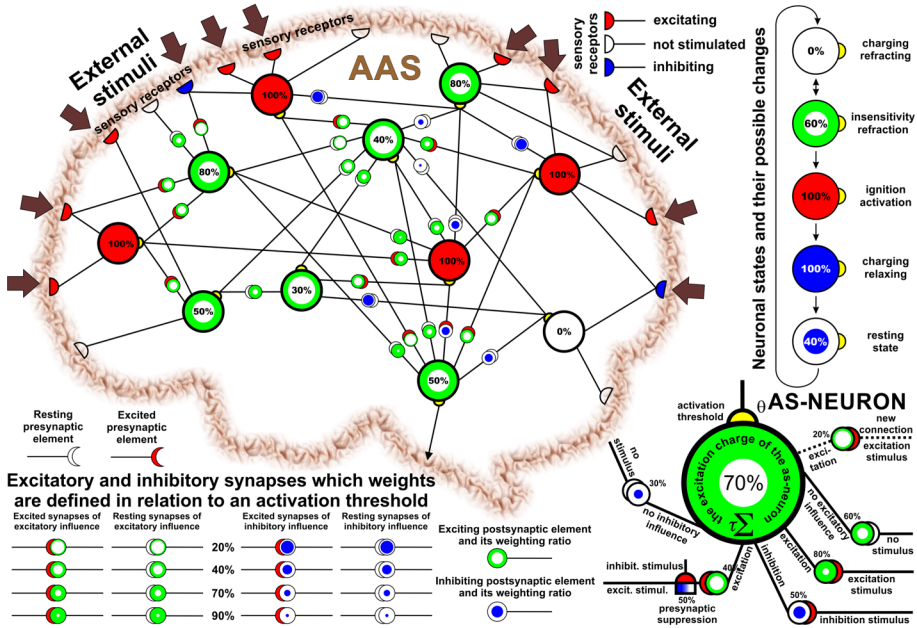 External
stimuli
sensory receptors
sensory receptors
AAS
External
stimuli
sensory
receptors
excitating
not stimulated
inhibiting
100%
80%
40%
80%
100%
100%
100%
30%
50%
0%
50%
Neuronal states and their possible changes
0%
charging
refracting
60%
insensitivity
refraction
100%
ignition
activation
100%
charging
relaxing
40%
resting
state
Resting
presynaptic
element
Excited
presynaptic
element
Excitatory and inhibitory synapses which weights
are defined in relation to an activation threshold
Excited synapses of
excitatory influence
Resting synapses of
excitatory influence
Excited synapses of
inhibitory influence
Resting synapses of
inhibitory influence
20%
40%
70%
90%
Exciting postsynaptic element
and its weighting ratio
Inhibiting postsynaptic element
and its weighting ratio
activation
threshold
θAS-NEURON
the excitation charge of the as-neuron
70%
τΣ
new
connection
excitation
stimulus
20%
exci-
tation
no
stimulus
30%
no inhibitory
influence
no excitatory
influence
60%
no
stimulus
excitation
80%
excitation
stimulus
inhibition
50%
inhibition stimulus
excitation
40%
inhibit. stimulus
excit. stimul.
50%
presynaptic
suppression